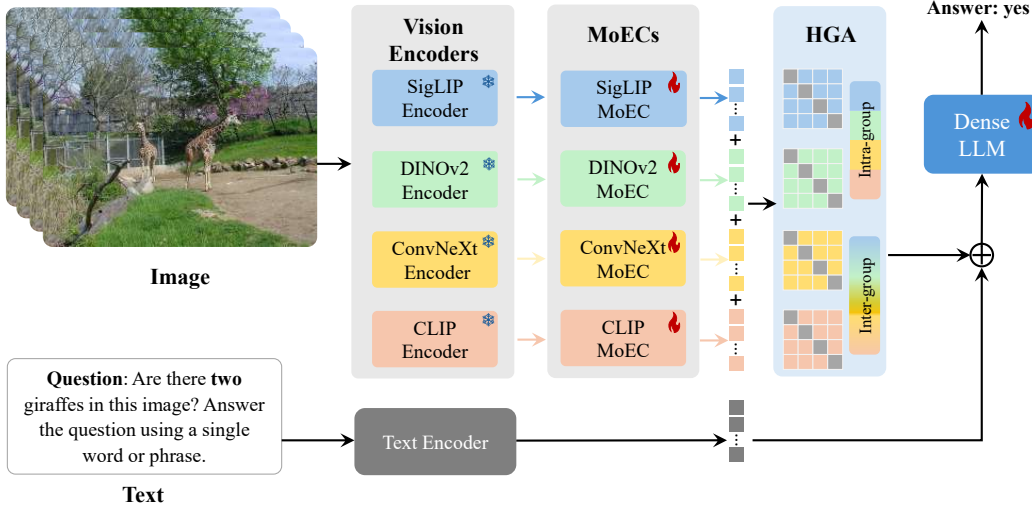 Answer: yes
Vision
Encoders
MoECs
HGA
SigLIP
Encoder
SigLIP
MoEC
DINOv2
Encoder
DINOv2
MoEC
ConvNeXt
Encoder
ConvNeXt
MoEC
CLIP
Encoder
CLIP
MoEC
Intra-group
Inter-group
Dense
LLM
Image
Question: Are there two
giraffes in this image? Answer
the question using a single
word or phrase.
Text
Text Encoder